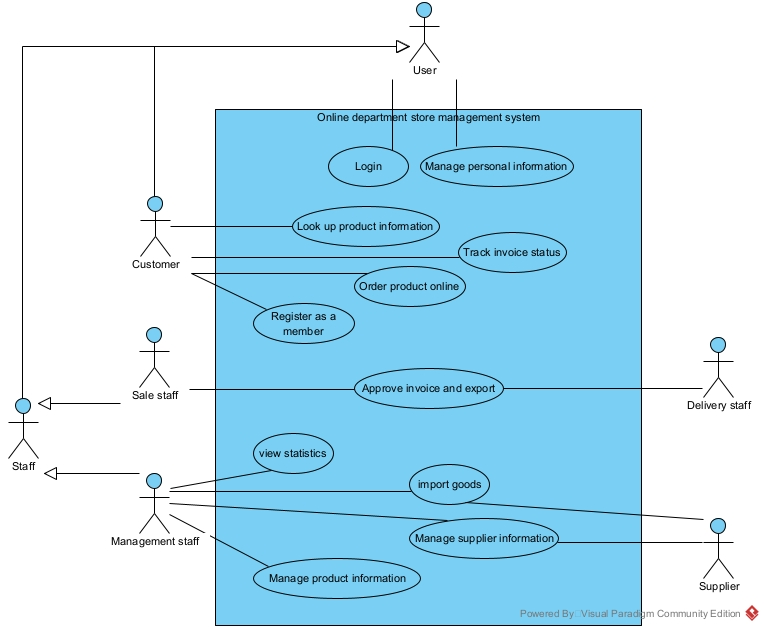 User
Online department store management system
Login
Manage personal information
Look up product information
Track invoice status
Customer
Order product online
Register as a
member
Sale staff
Approve invoice and export
Delivery staff
Staff
view statistics
import goods
Management staff
Manage supplier information
Manage product information
Supplier
Powered By Visual Paradigm Community Edition